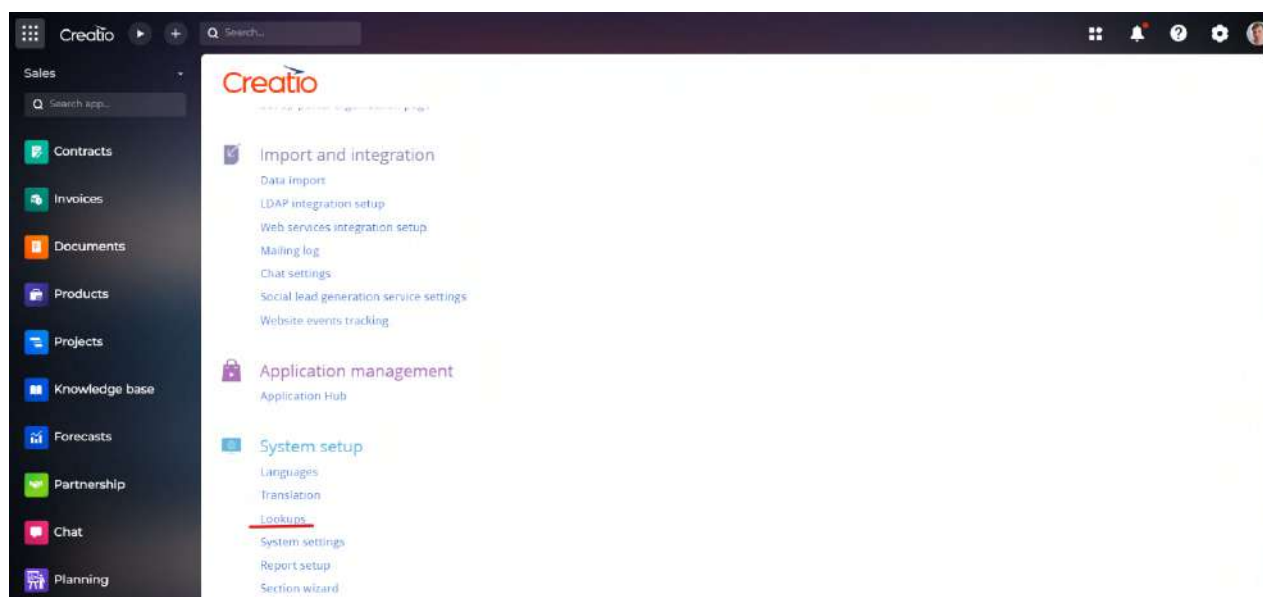 Creatio
Search...
Sales
Search app...
Contracts
Invoices
Documents
Products
Projects
Knowledge base
Forecasts
Partnership
Chat
Planning
Creatio
Import and integration
Data import
LDAP integration setup
Web services integration setup
Mailing log
Chat settings
Social lead generation service settings
Website events tracking
Application management
Application Hub
System setup
Languages
Translation
Lookups
System settings
Report setup
Section wizard